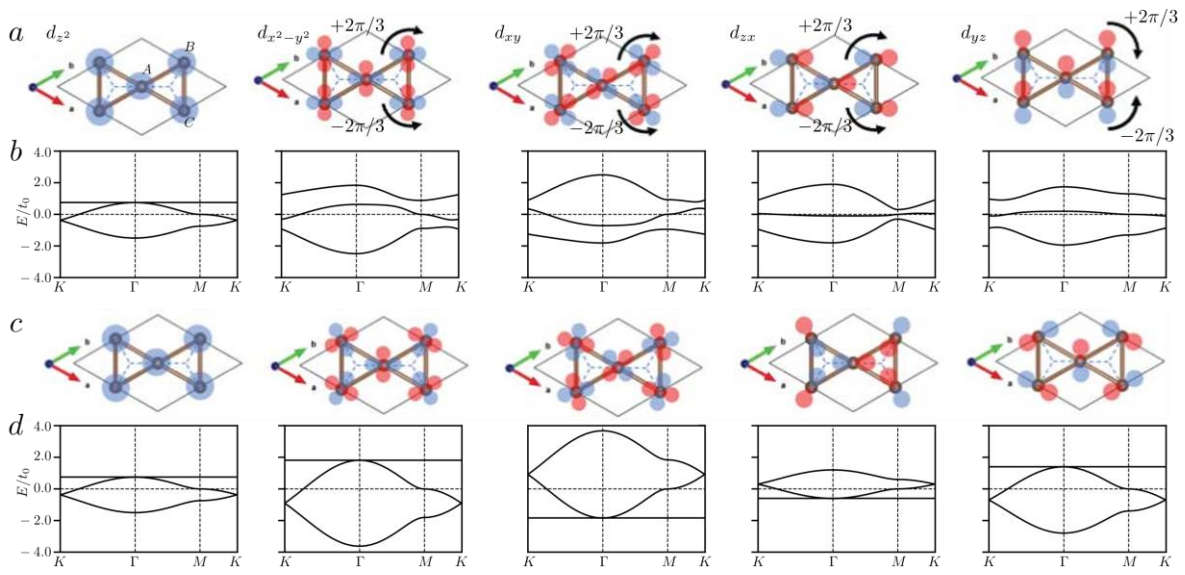 a d_{z^2} d_{x^2-y^2} d_{xy} d_{zx} d_{yz}
+2π/3 +2π/3 +2π/3 +2π/3
B
A
C
b a b a b a b a b a
−2π/3 −2π/3 −2π/3 −2π/3
b
E/t_0
4.0
2.0
0.0
−2.0
−4.0
K Γ M K K Γ M K K Γ M K K Γ M K K Γ M K
c
b a b a b a b a b a
d
E/t_0
4.0
2.0
0.0
−2.0
−4.0
K Γ M K K Γ M K K Γ M K K Γ M K K Γ M K